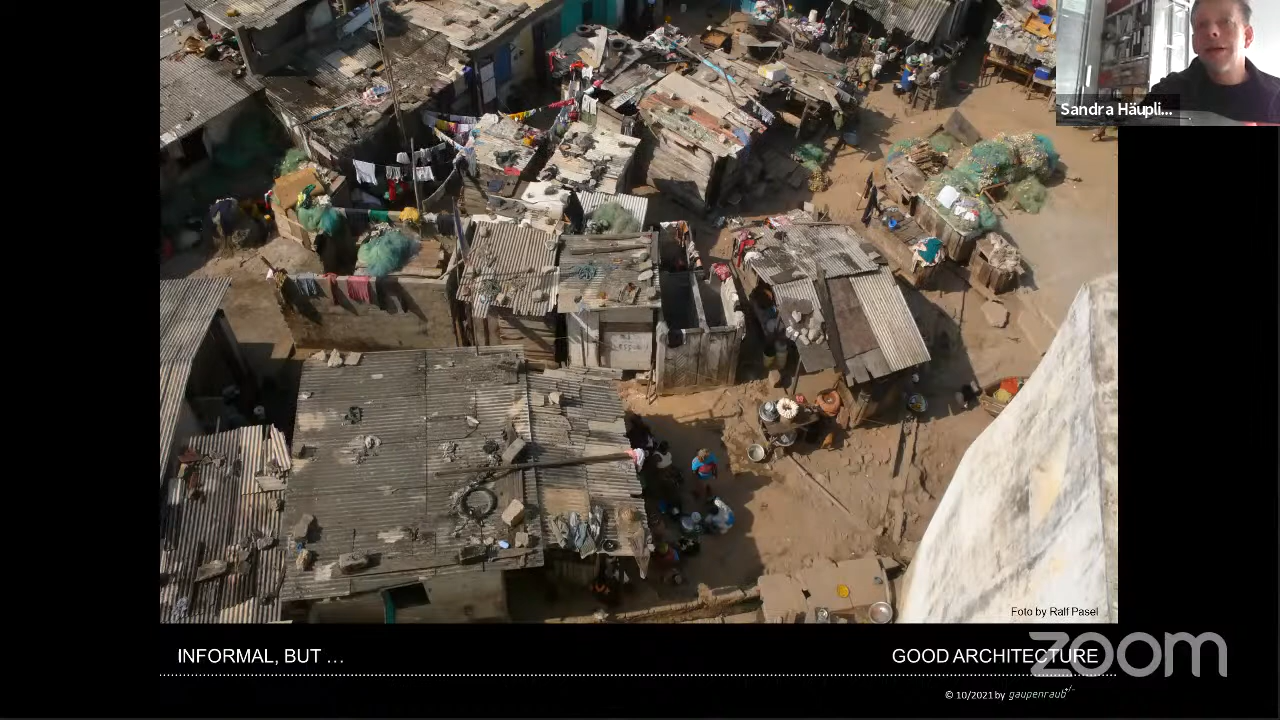 Sandra Häupli...
Foto by Ralf Pasel
INFORMAL, BUT …
GOOD ARCHITECTURE
zoom
© 10/2021 by gaupenraub+/-